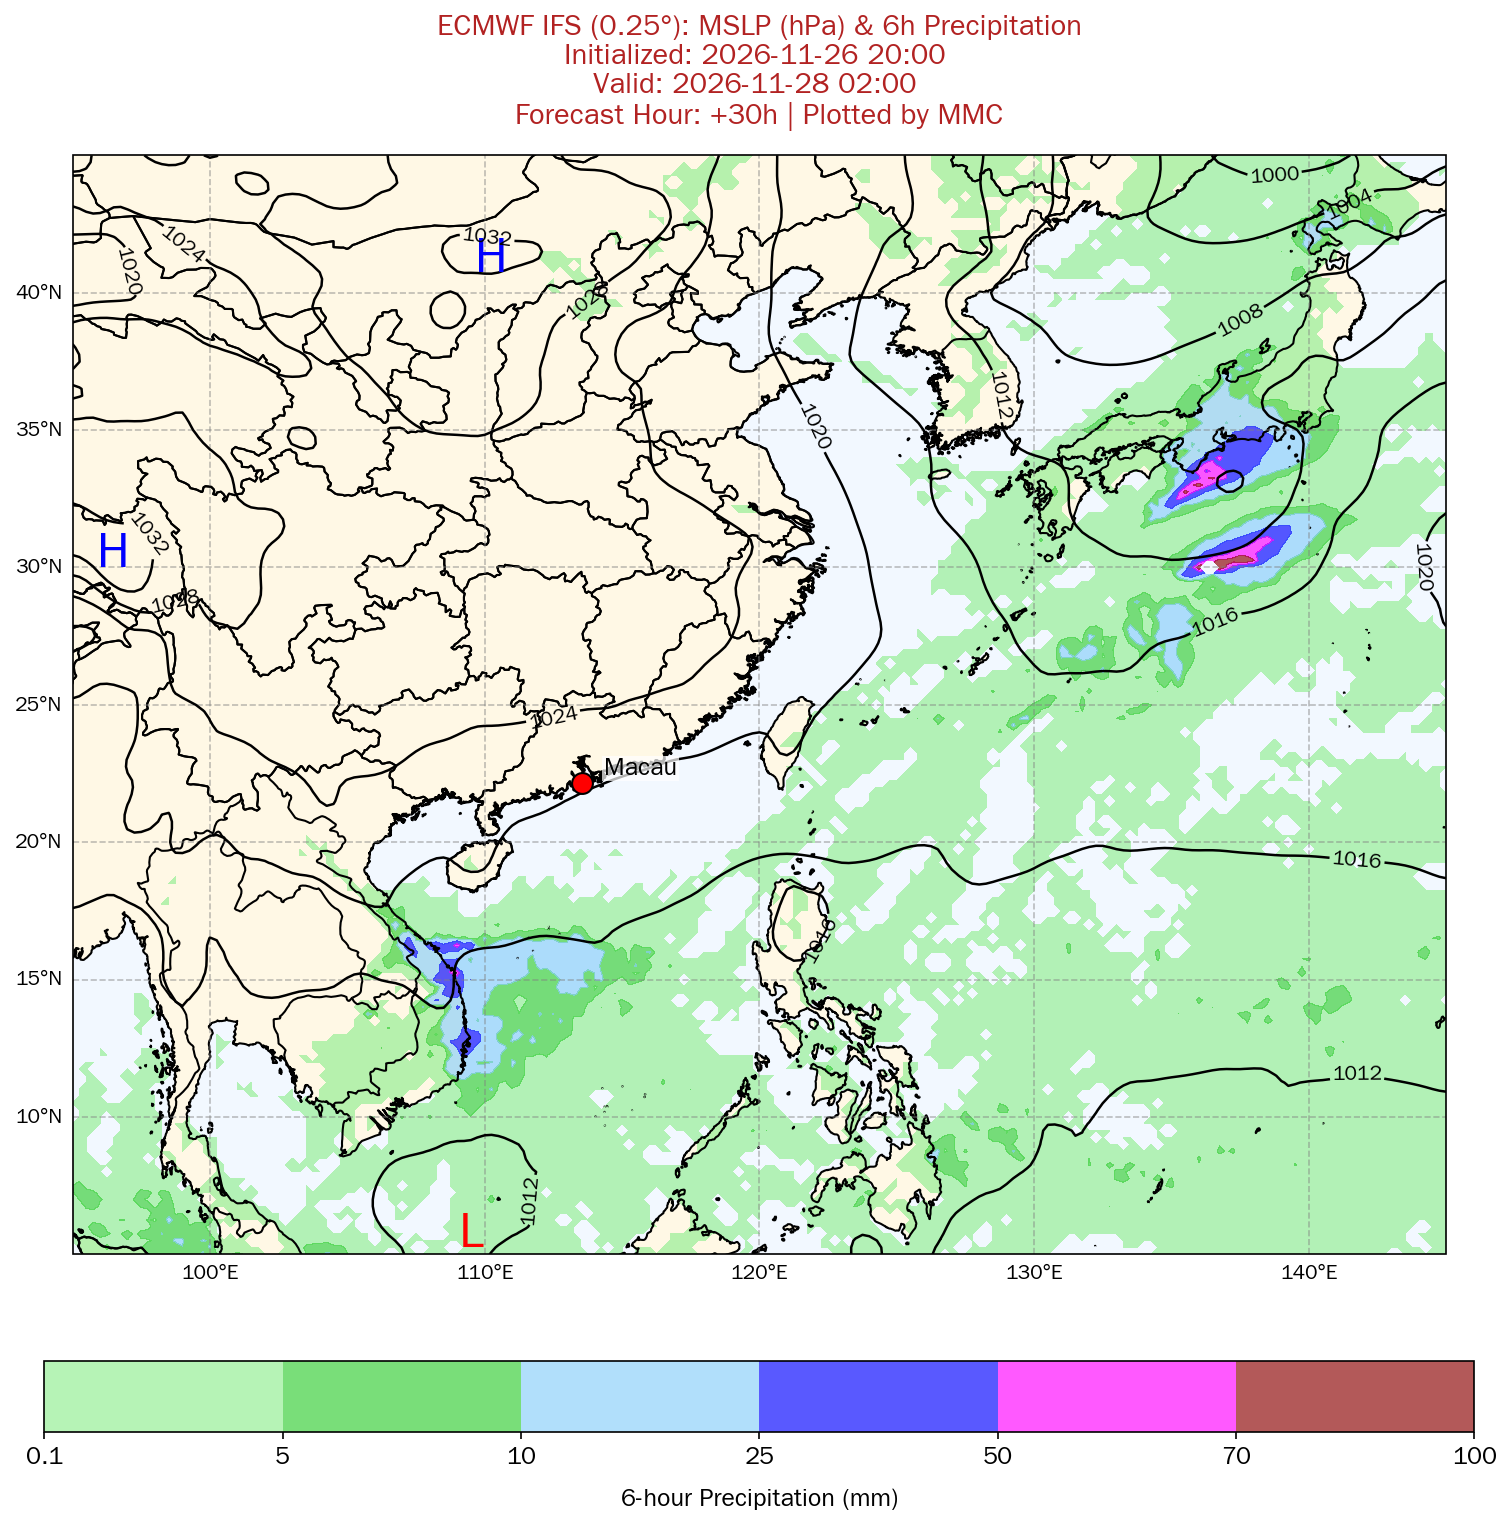 ECMWF IFS (0.25°): MSLP (hPa) & 6h Precipitation
Initialized: 2026-11-26 20:00
Valid: 2026-11-28 02:00
Forecast Hour: +30h | Plotted by MMC
1000
1004
1024
1032
H
1020
1028
40°N
1008
1012
1020
35°N
1032
H
1020
30°N
1028
1016
25°N
1024
Macau
20°N
1016
1016
15°N
1012
10°N
1012
L
100°E 110°E 120°E 130°E 140°E
0.1 5 10 25 50 70 100
6-hour Precipitation (mm)